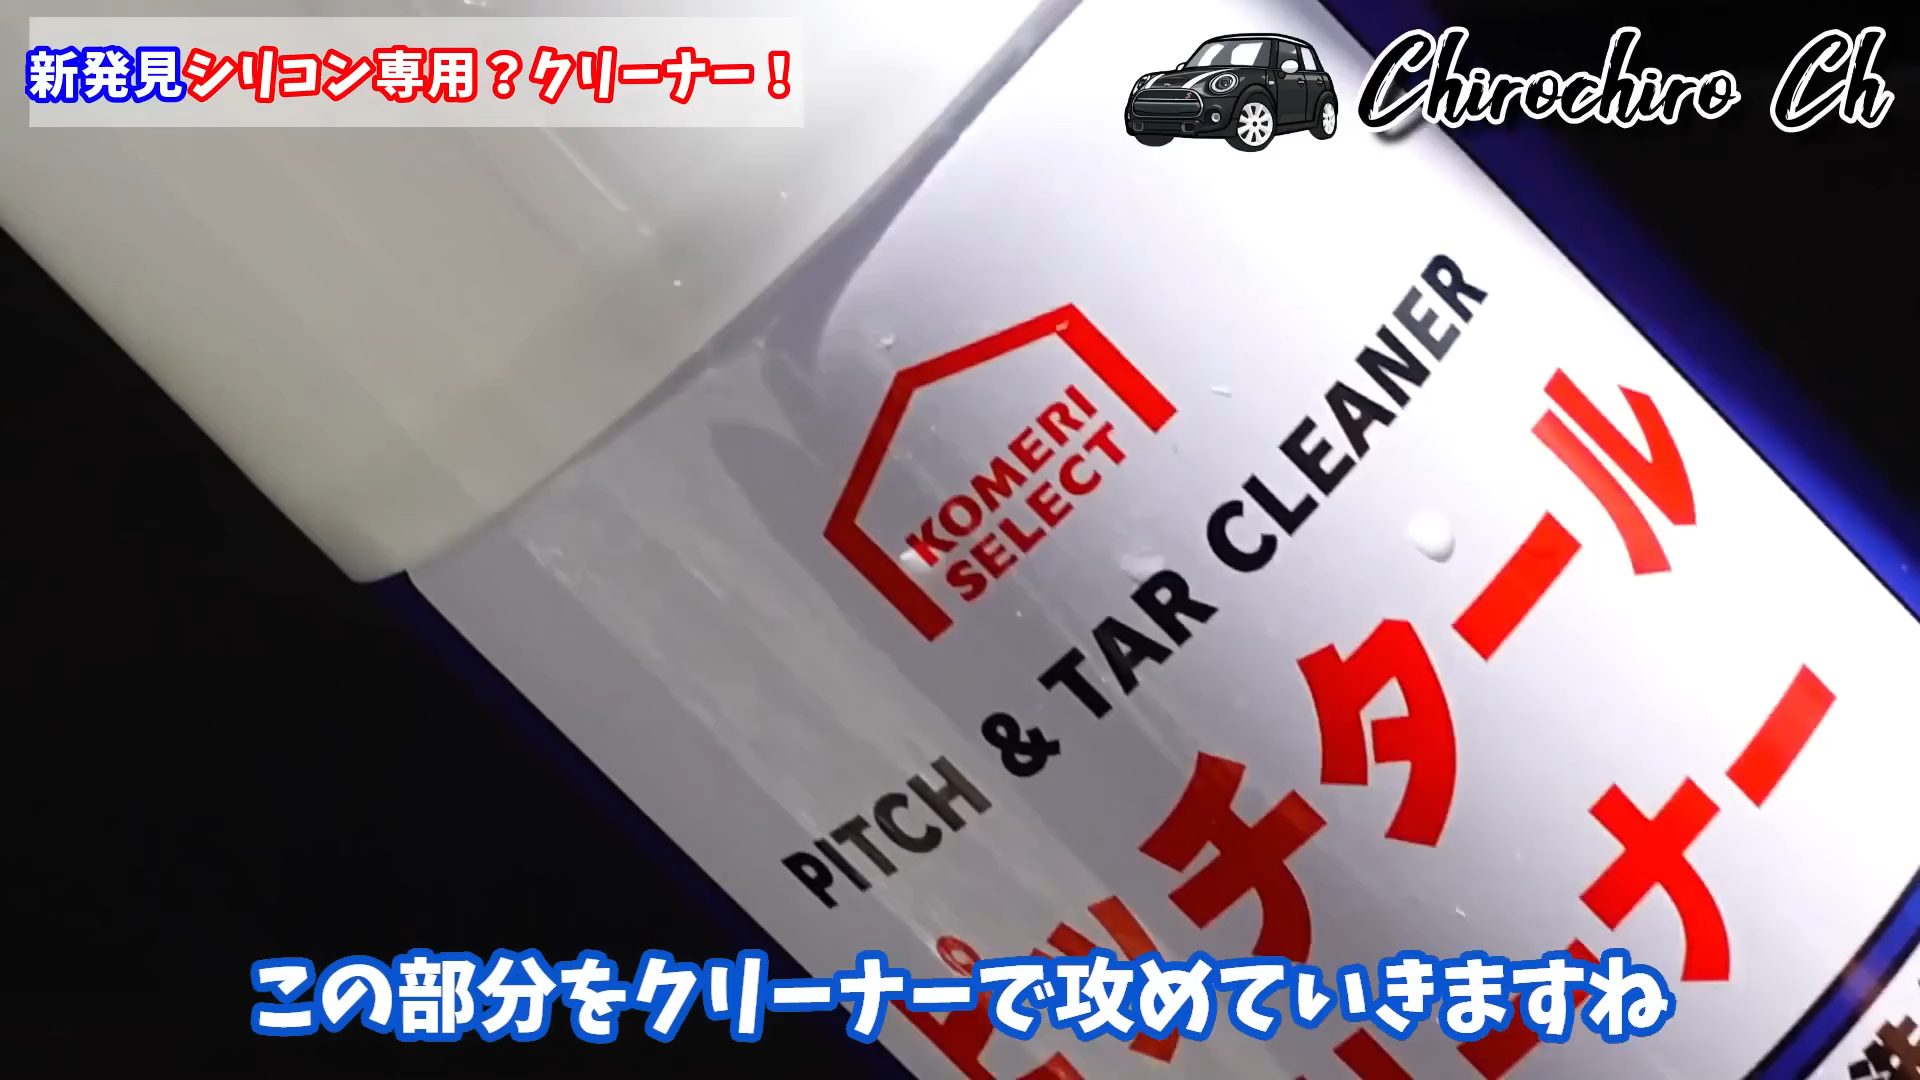 新発見シリコン専用？クリーナー！
Chirochiro Ch
KOMERI
SELECT
PITCH & TAR CLEANER
ピッチタール
この部分をクリーナーで攻めていきますね